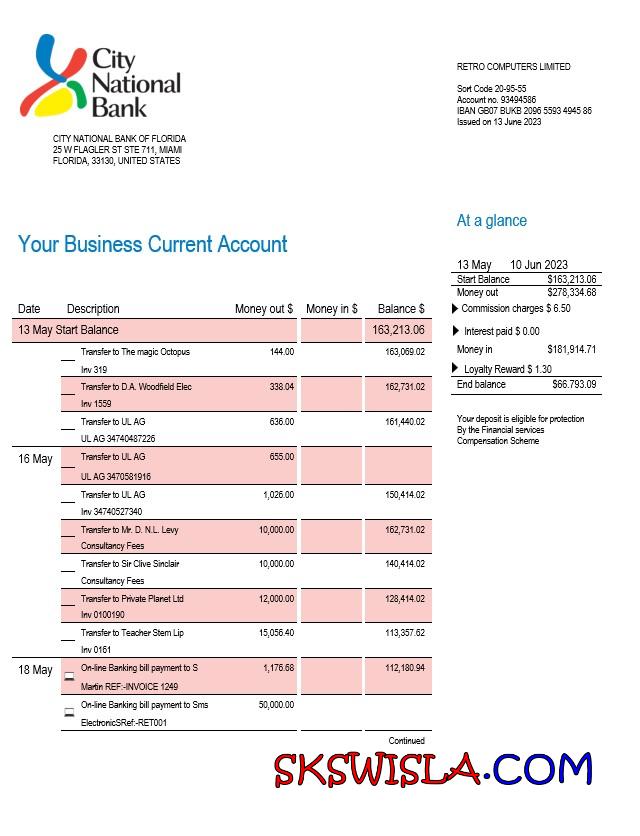 City
National
Bank
CITY NATIONAL BANK OF FLORIDA
25 W FLAGLER ST STE 711, MIAMI
FLORIDA, 33130, UNITED STATES
RETRO COMPUTERS LIMITED
Sort Code 20-95-55
Account no. 93494586
IBAN GB07 BUKB 2096 5593 4945 86
Issued on 13 June 2023
Your Business Current Account
At a glance
13 May 10 Jun 2023
Start Balance $163,213.06
Money out $278,334.68
Commission charges $ 6.50
Interest paid $ 0.00
Money in $181,914.71
Loyalty Reward $ 1.30
End balance $66.793.09
Your deposit is eligible for protection
By the Financial services
Compensation Scheme
Date Description Money out $ Money in $ Balance $
13 May Start Balance 163,213.06
Transfer to The magic Octopus 144.00 163,069.02
Inv 319
Transfer to D.A. Woodfield Elec 338.04 162,731.02
Inv 1559
Transfer to UL AG 636.00 161,440.02
UL AG 34740487226
16 May Transfer to UL AG 655.00
UL AG 3470581916
Transfer to UL AG 1,026.00 150,414.02
Inv 34740527340
Transfer to Mr. D. N.L. Levy 10,000.00 162,731.02
Consultancy Fees
Transfer to Sir Clive Sinclair 10,000.00 140,414.02
Consultancy Fees
Transfer to Private Planet Ltd 12,000.00 128,414.02
Inv 0100190
Transfer to Teacher Stem Lip 15,056.40 113,357.62
Inv 0161
18 May On-line Banking bill payment to S 1,176.68 112,180.94
Martin REF:-INVOICE 1249
On-line Banking bill payment to Sms 50,000.00
ElectronicSRef:-RET001
Continued
SKSWISLA.COM